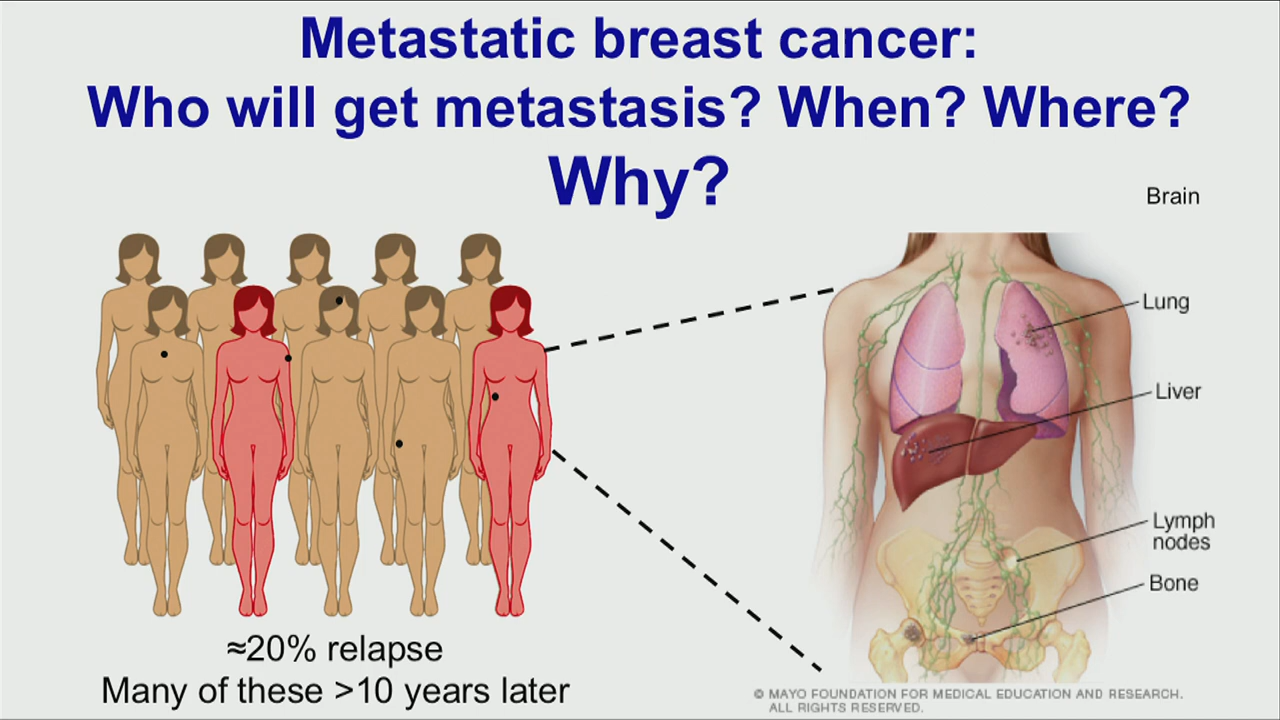 Metastatic breast cancer:
Who will get metastasis? When? Where?
Why?
Brain
Lung
Liver
Lymph
nodes
Bone
≈20% relapse
Many of these >10 years later
© MAYO FOUNDATION FOR MEDICAL EDUCATION AND RESEARCH.
ALL RIGHTS RESERVED.